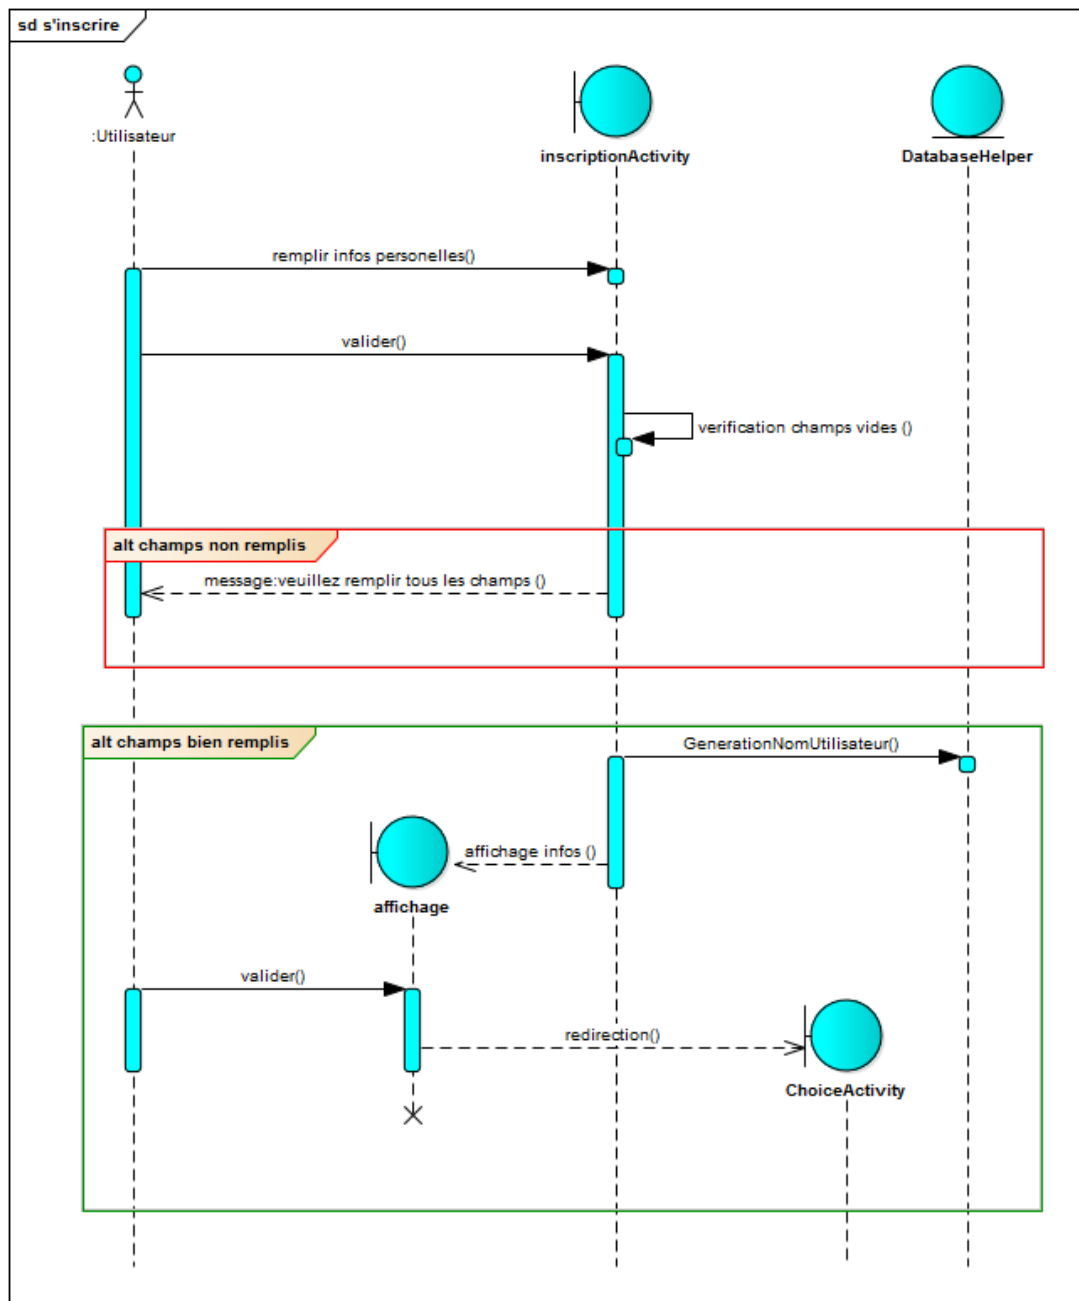 sd s'inscrire
:Utilisateur
inscriptionActivity
DatabaseHelper
remplir infos personelles()
valider()
verification champs vides ()
alt champs non remplis
message:veuillez remplir tous les champs ()
alt champs bien remplis
GenerationNomUtilisateur()
affichage infos ()
affichage
valider()
redirection()
ChoiceActivity